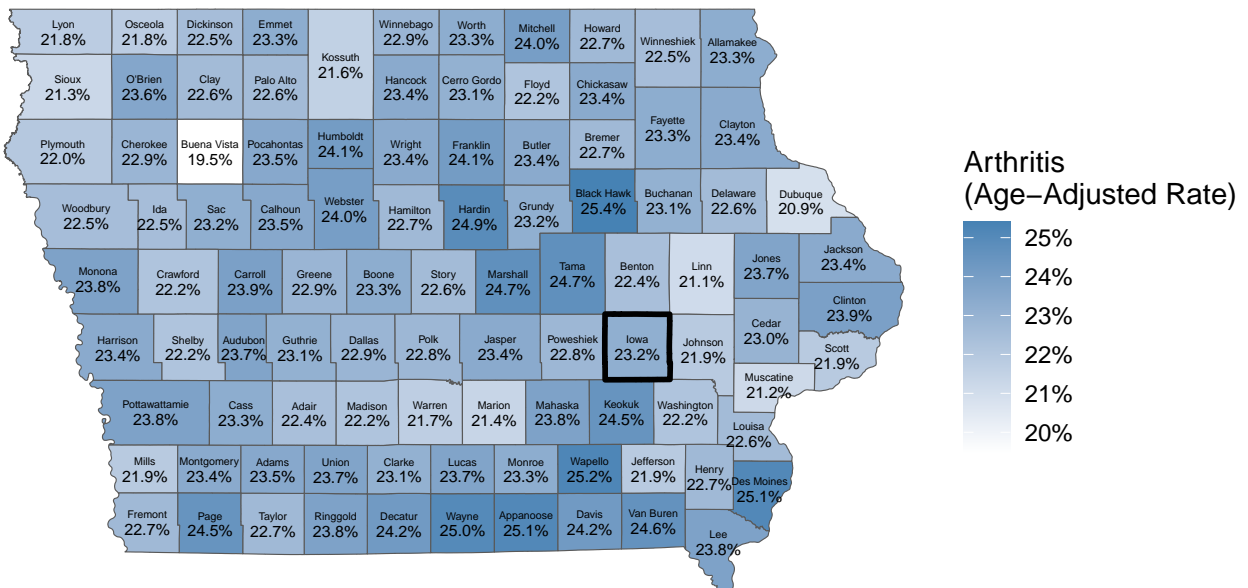 Lyon
21.8%
Osceola
21.8%
Dickinson
22.5%
Emmet
23.3%
Kossuth
21.6%
Winnebago
22.9%
Worth
23.3%
Mitchell
24.0%
Howard
22.7%
Winneshiek
22.5%
Allamakee
23.3%
Sioux
21.3%
O'Brien
23.6%
Clay
22.6%
Palo Alto
22.6%
Hancock
23.4%
Cerro Gordo
23.1%
Floyd
22.2%
Chickasaw
23.4%
Fayette
23.3%
Clayton
23.4%
Plymouth
22.0%
Cherokee
22.9%
Buena Vista
19.5%
Pocahontas
23.5%
Humboldt
24.1%
Wright
23.4%
Franklin
24.1%
Butler
23.4%
Bremer
22.7%
Woodbury
22.5%
Ida
22.5%
Sac
23.2%
Calhoun
23.5%
Webster
24.0%
Hamilton
22.7%
Hardin
24.9%
Grundy
23.2%
Black Hawk
25.4%
Buchanan
23.1%
Delaware
22.6%
Dubuque
20.9%
Monona
23.8%
Crawford
22.2%
Carroll
23.9%
Greene
22.9%
Boone
23.3%
Story
22.6%
Marshall
24.7%
Tama
24.7%
Benton
22.4%
Linn
21.1%
Jones
23.7%
Jackson
23.4%
Clinton
23.9%
Harrison
23.4%
Shelby
22.2%
Audubon
23.7%
Guthrie
23.1%
Dallas
22.9%
Polk
22.8%
Jasper
23.4%
Poweshiek
22.8%
Iowa
23.2%
Johnson
21.9%
Cedar
23.0%
Scott
21.9%
Muscatine
21.2%
Pottawattamie
23.8%
Cass
23.3%
Adair
22.4%
Madison
22.2%
Warren
21.7%
Marion
21.4%
Mahaska
23.8%
Keokuk
24.5%
Washington
22.2%
Louisa
22.6%
Mills
21.9%
Montgomery
23.4%
Adams
23.5%
Union
23.7%
Clarke
23.1%
Lucas
23.7%
Monroe
23.3%
Wapello
25.2%
Jefferson
21.9%
Henry
22.7%
Des Moines
25.1%
Fremont
22.7%
Page
24.5%
Taylor
22.7%
Ringgold
23.8%
Decatur
24.2%
Wayne
25.0%
Appanoose
25.1%
Davis
24.2%
Van Buren
24.6%
Lee
23.8%
Arthritis
(Age−Adjusted Rate)
25%
24%
23%
22%
21%
20%